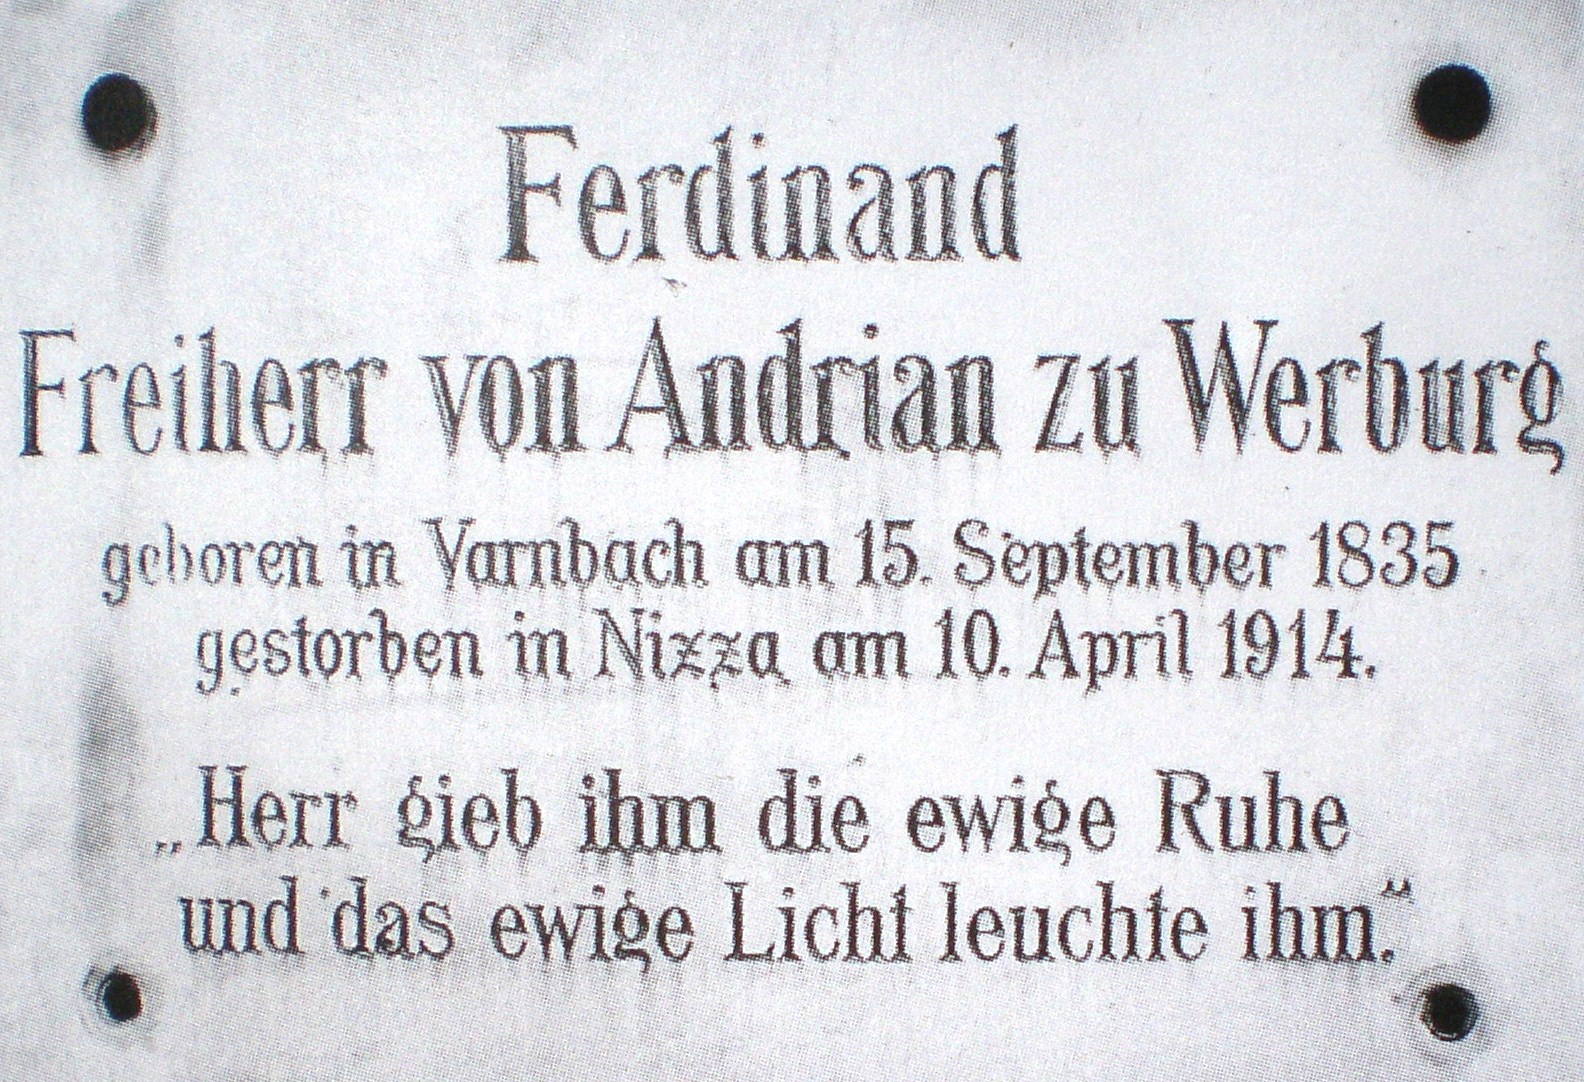 Ferdinand
Freiherr von Andrian zu Werburg
geboren in Varnbach am 15. September 1835
gestorben in Nizza am 10. April 1914.
„Herr gieb ihm die ewige Ruhe
und das ewige Licht leuchte ihm.“